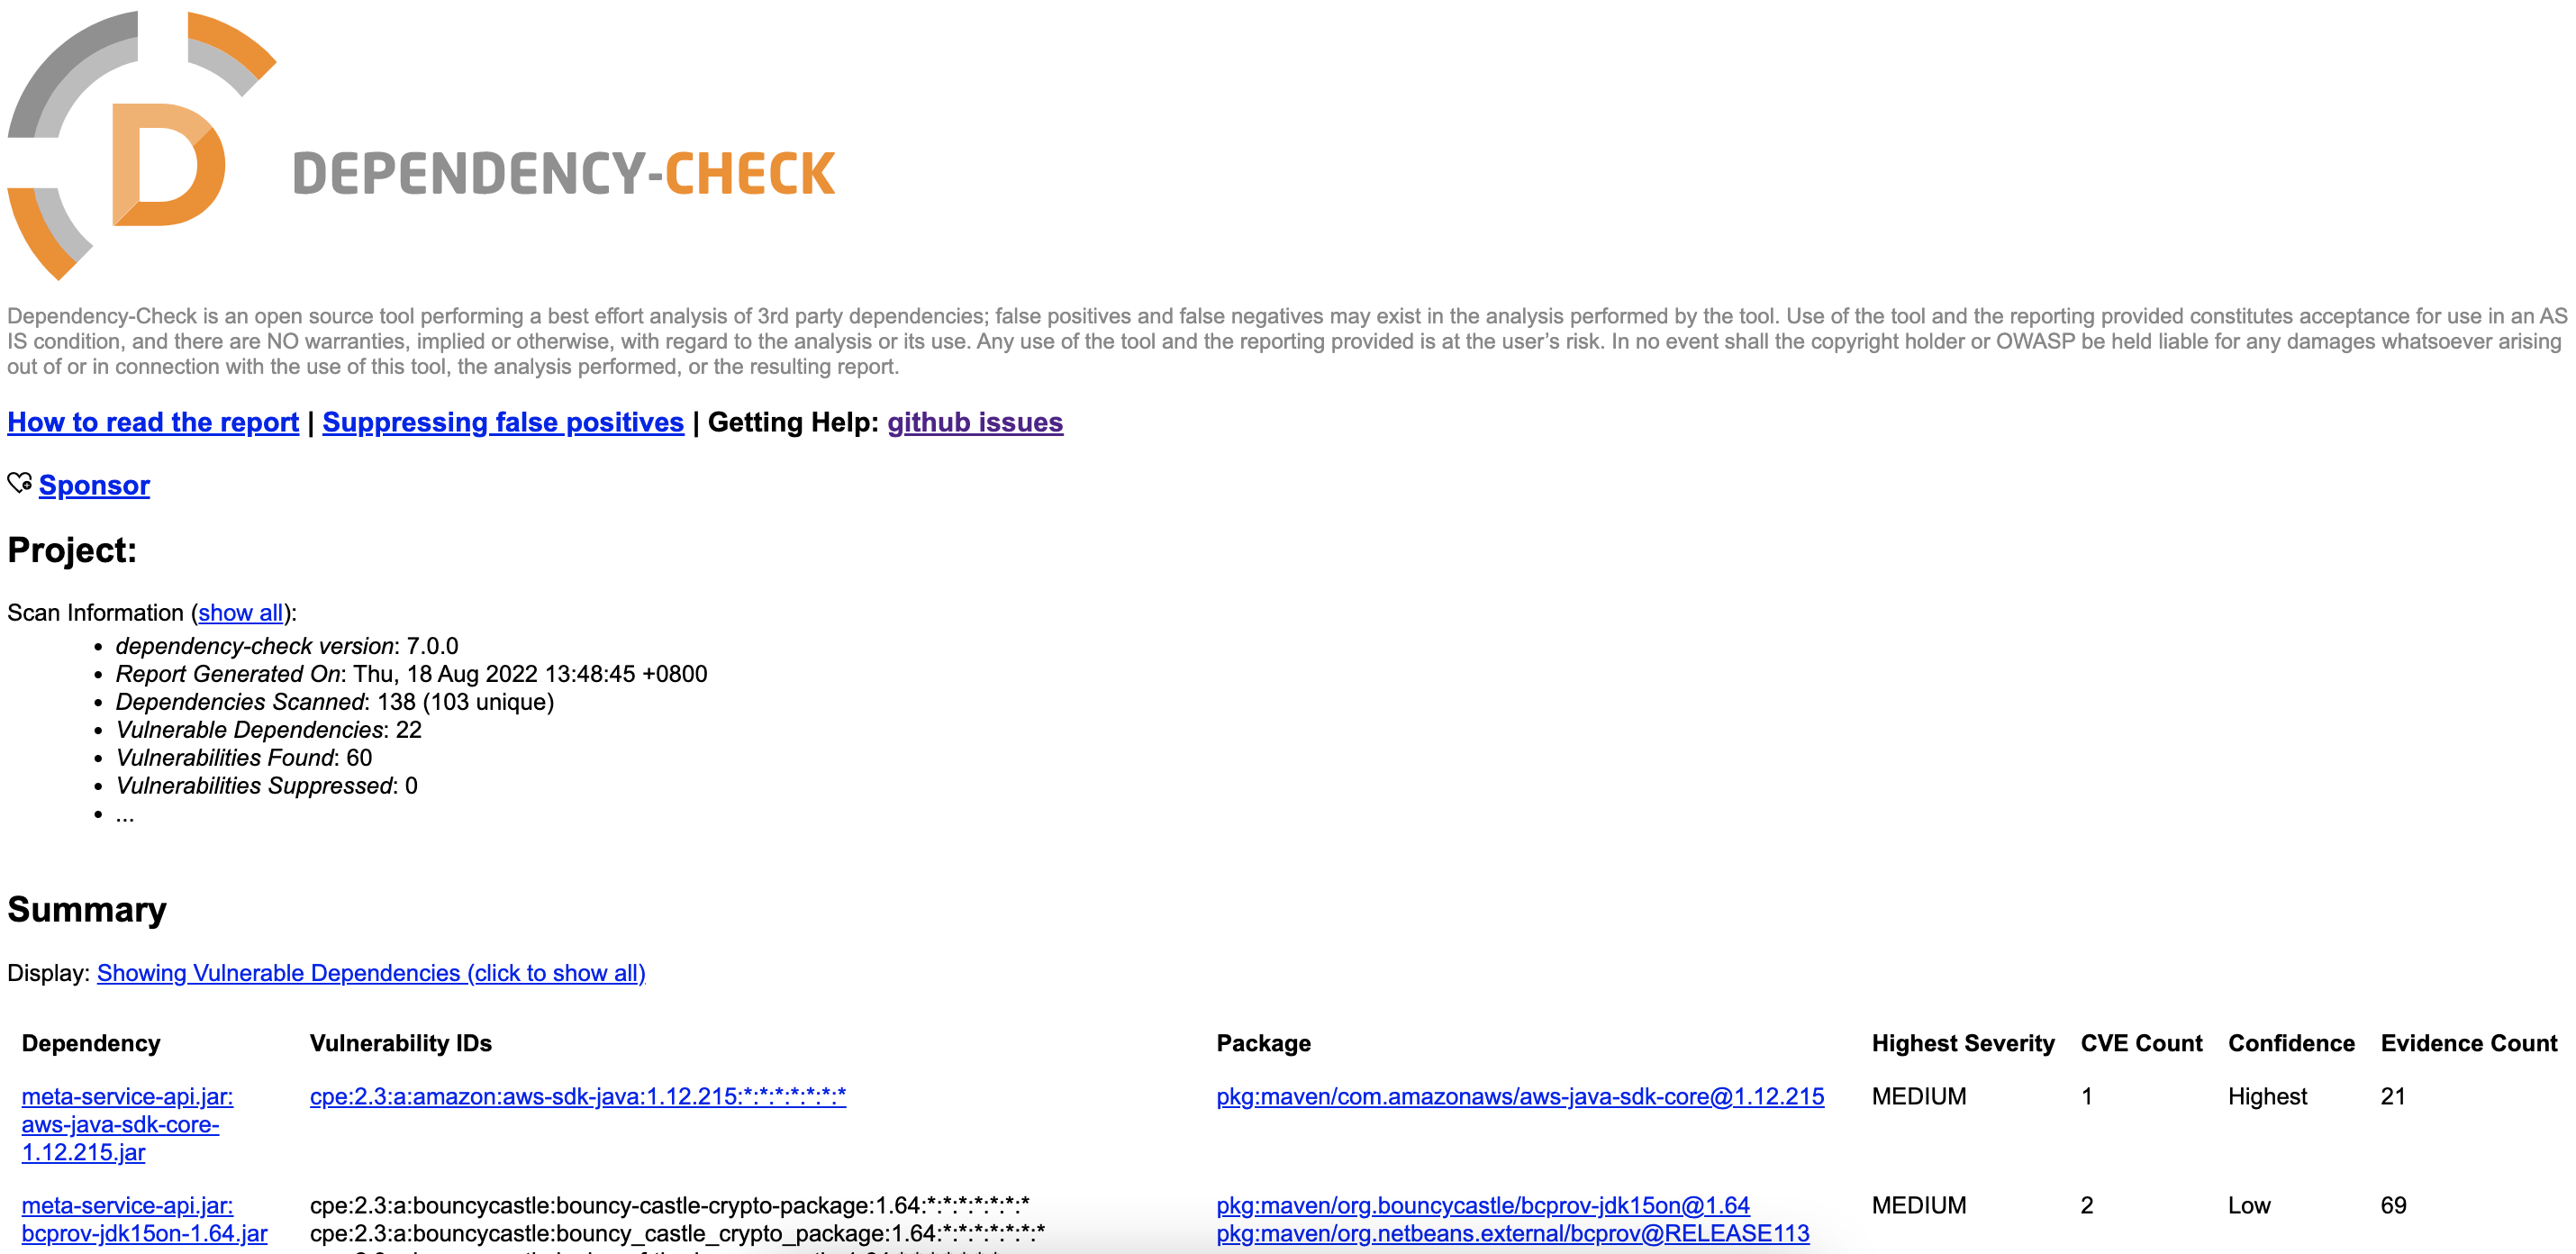 DEPENDENCY-CHECK
Dependency-Check is an open source tool performing a best effort analysis of 3rd party dependencies; false positives and false negatives may exist in the analysis performed by the tool. Use of the tool and the reporting provided constitutes acceptance for use in an AS
IS condition, and there are NO warranties, implied or otherwise, with regard to the analysis or its use. Any use of the tool and the reporting provided is at the user’s risk. In no event shall the copyright holder or OWASP be held liable for any damages whatsoever arising
out of or in connection with the use of this tool, the analysis performed, or the resulting report.
How to read the report | Suppressing false positives | Getting Help: github issues
Sponsor
Project:
Scan Information (show all):
• dependency-check version: 7.0.0
• Report Generated On: Thu, 18 Aug 2022 13:48:45 +0800
• Dependencies Scanned: 138 (103 unique)
• Vulnerable Dependencies: 22
• Vulnerabilities Found: 60
• Vulnerabilities Suppressed: 0
• ...
Summary
Display: Showing Vulnerable Dependencies (click to show all)
Dependency Vulnerability IDs Package Highest Severity CVE Count Confidence Evidence Count
meta-service-api.jar: cpe:2.3:a:amazon:aws-sdk-java:1.12.215:*:*:*:*:*:*:* pkg:maven/com.amazonaws/aws-java-sdk-core@1.12.215 MEDIUM 1 Highest 21
aws-java-sdk-core-
1.12.215.jar
meta-service-api.jar: cpe:2.3:a:bouncycastle:bouncy-castle-crypto-package:1.64:*:*:*:*:*:*:* pkg:maven/org.bouncycastle/bcprov-jdk15on@1.64 MEDIUM 2 Low 69
bcprov-jdk15on-1.64.jar cpe:2.3:a:bouncycastle:bouncy_castle_crypto_package:1.64:*:*:*:*:*:*:* pkg:maven/org.netbeans.external/bcprov@RELEASE113